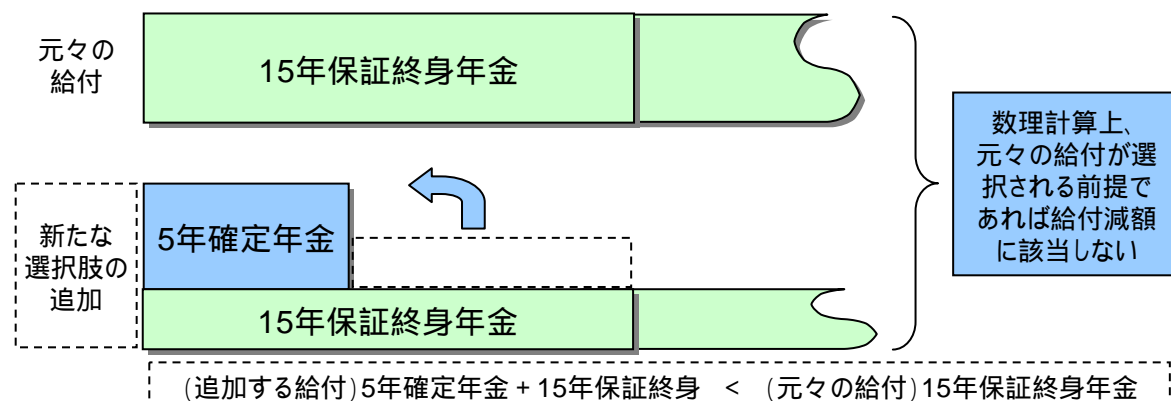 元々の
給付
15年保証終身年金
数理計算上、
元々の給付が選
択される前提で
あれば給付減額
に該当しない
新たな
選択肢の
追加
5年確定年金
15年保証終身年金
(追加する給付)5年確定年金 + 15年保証終身 < (元々の給付)15年保証終身年金